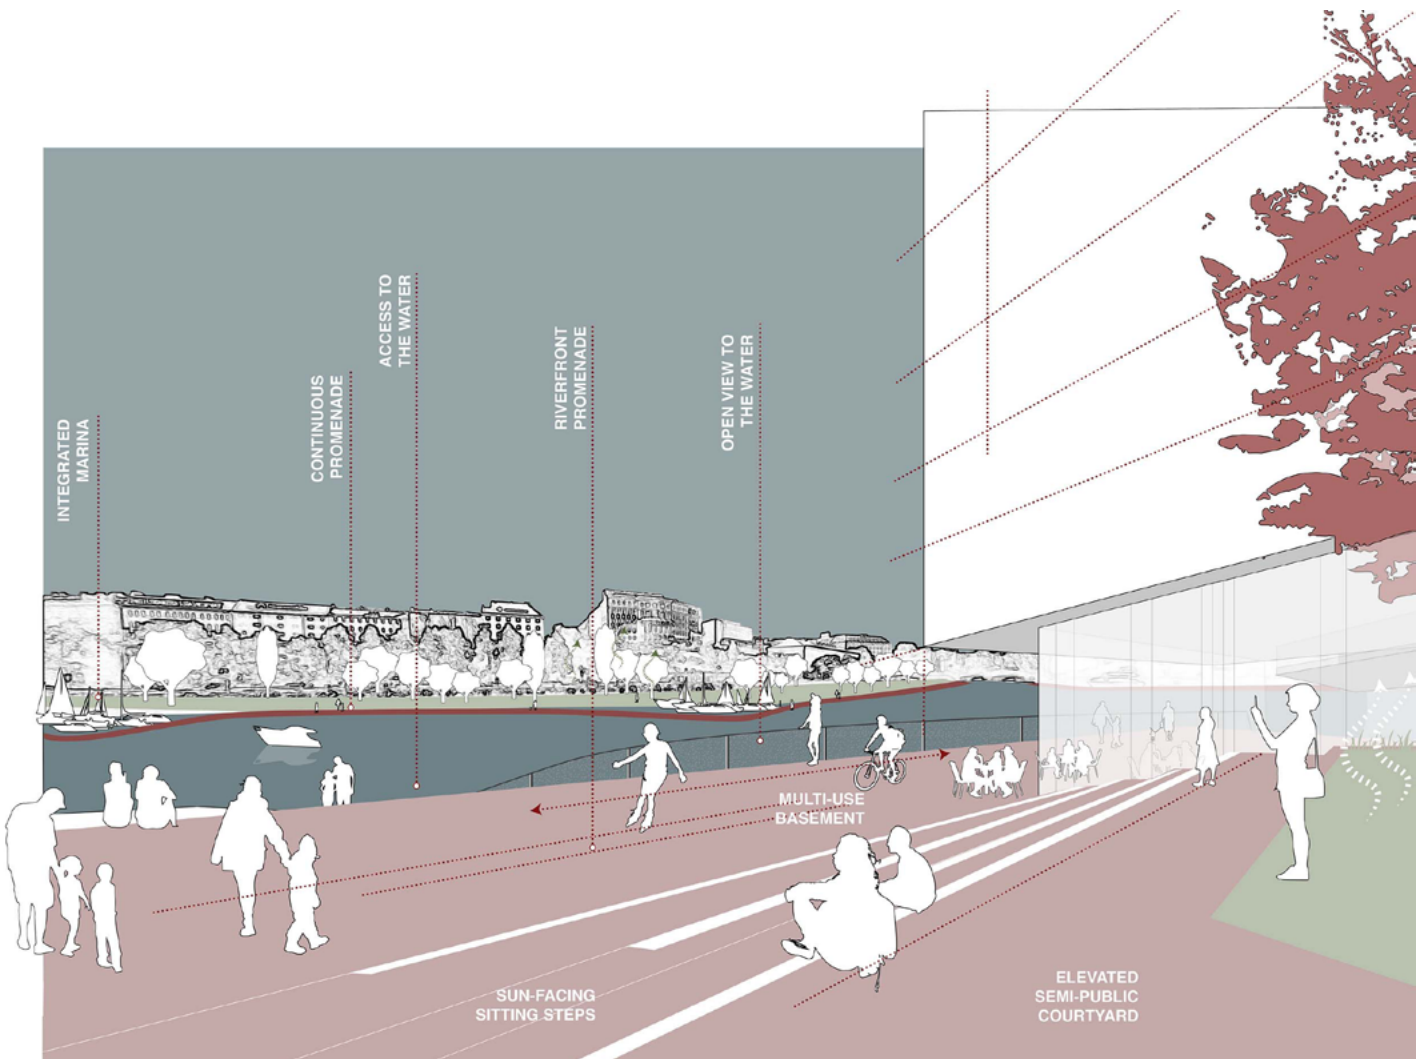 INTEGRATED
MARINA
CONTINUOUS
PROMENADE
ACCESS TO
THE WATER
RIVERFRONT
PROMENADE
OPEN VIEW TO
THE WATER
MULTI-USE
BASEMENT
SUN-FACING
SITTING STEPS
ELEVATED
SEMI-PUBLIC
COURTYARD